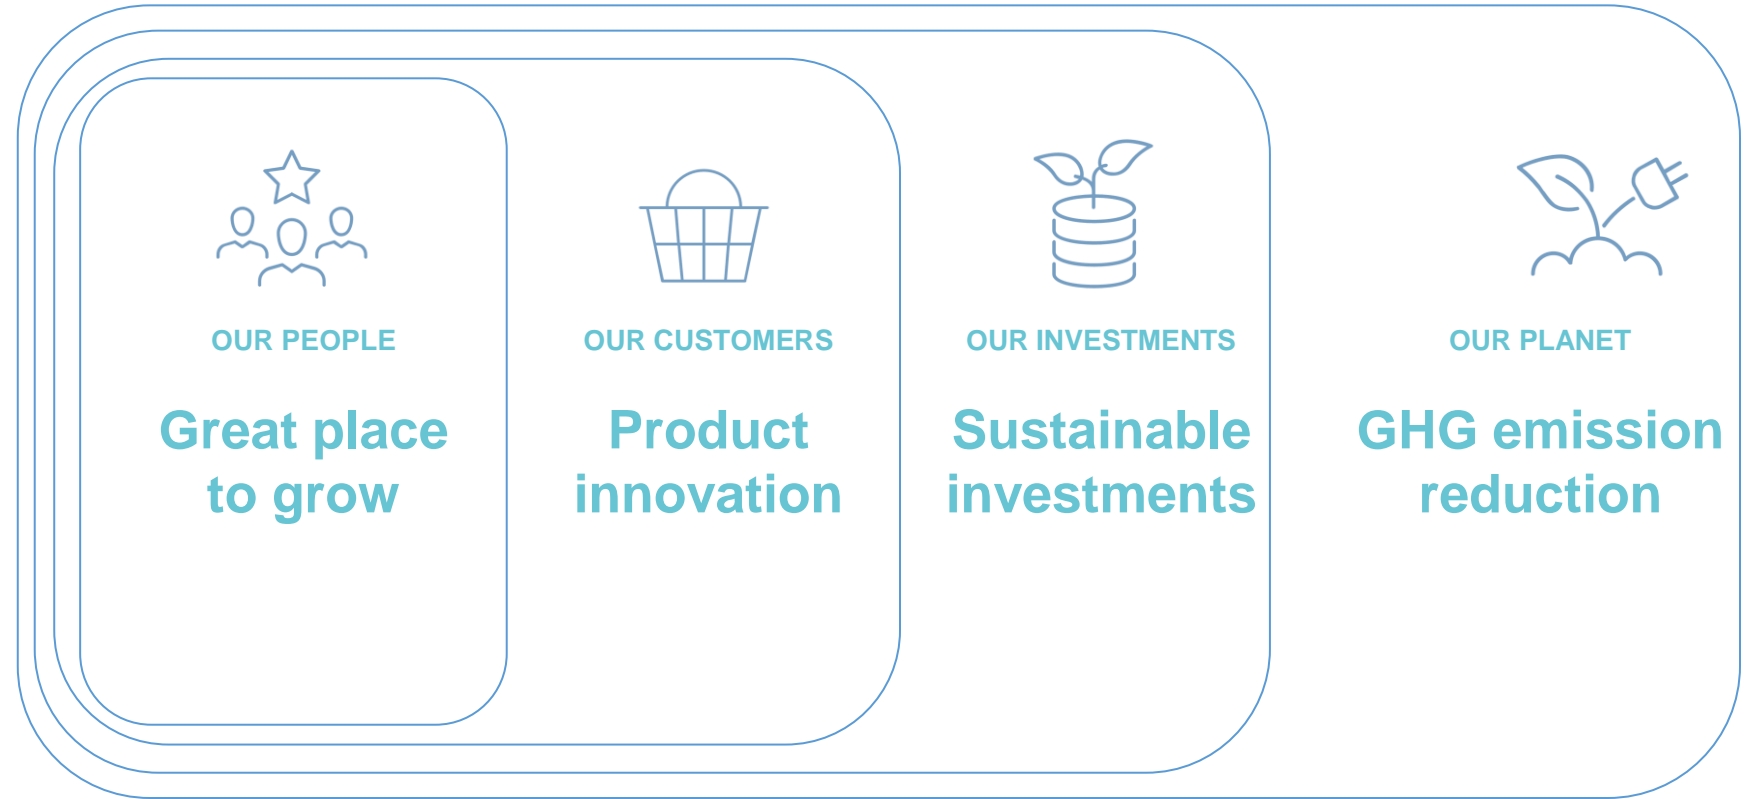 OUR PEOPLE
Great place
to grow
OUR CUSTOMERS
Product
innovation
OUR INVESTMENTS
Sustainable
investments
OUR PLANET
GHG emission
reduction